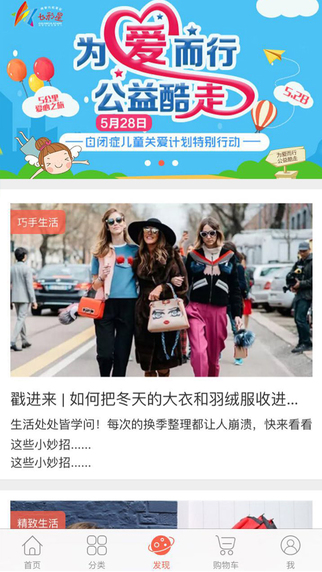 七彩星
为爱而行
公益酷走
5公里
爱心之旅
5月28日
5.28
自闭症儿童关爱计划特别行动
为爱而行
公益酷走
巧手生活
戳进来 | 如何把冬天的大衣和羽绒服收进...
生活处处皆学问！每次的换季整理都让人崩溃，快来看看
这些小妙招......
这些小妙招......
精致生活
首页
分类
发现
购物车
我